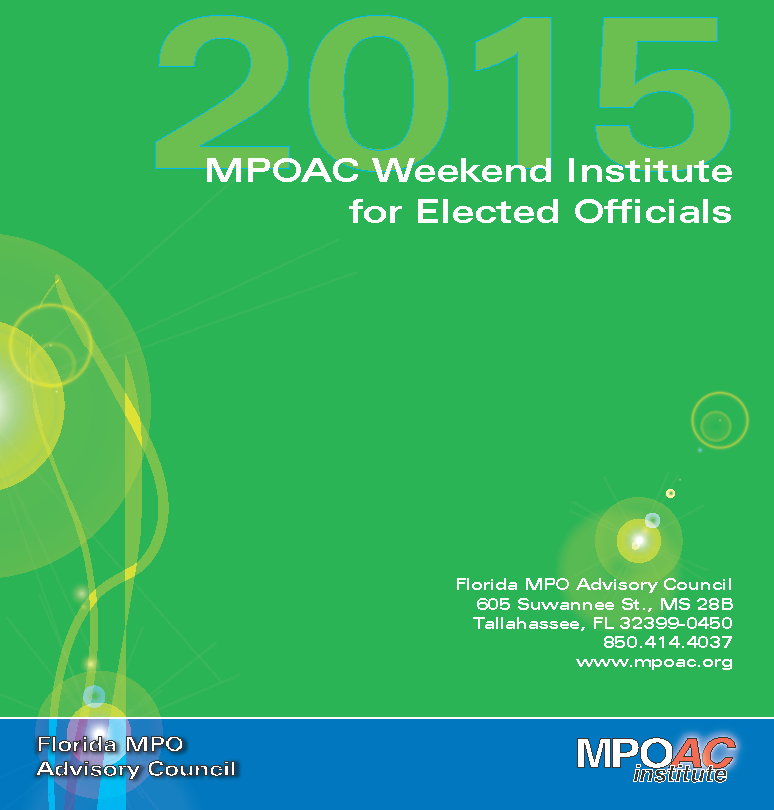 2015
MPOAC Weekend Institute
for Elected Officials
Florida MPO Advisory Council
605 Suwannee St., MS 28B
Tallahassee, FL 32399-0450
850.414.4037
www.mpoac.org
Florida MPO
Advisory Council
MPOAC
institute